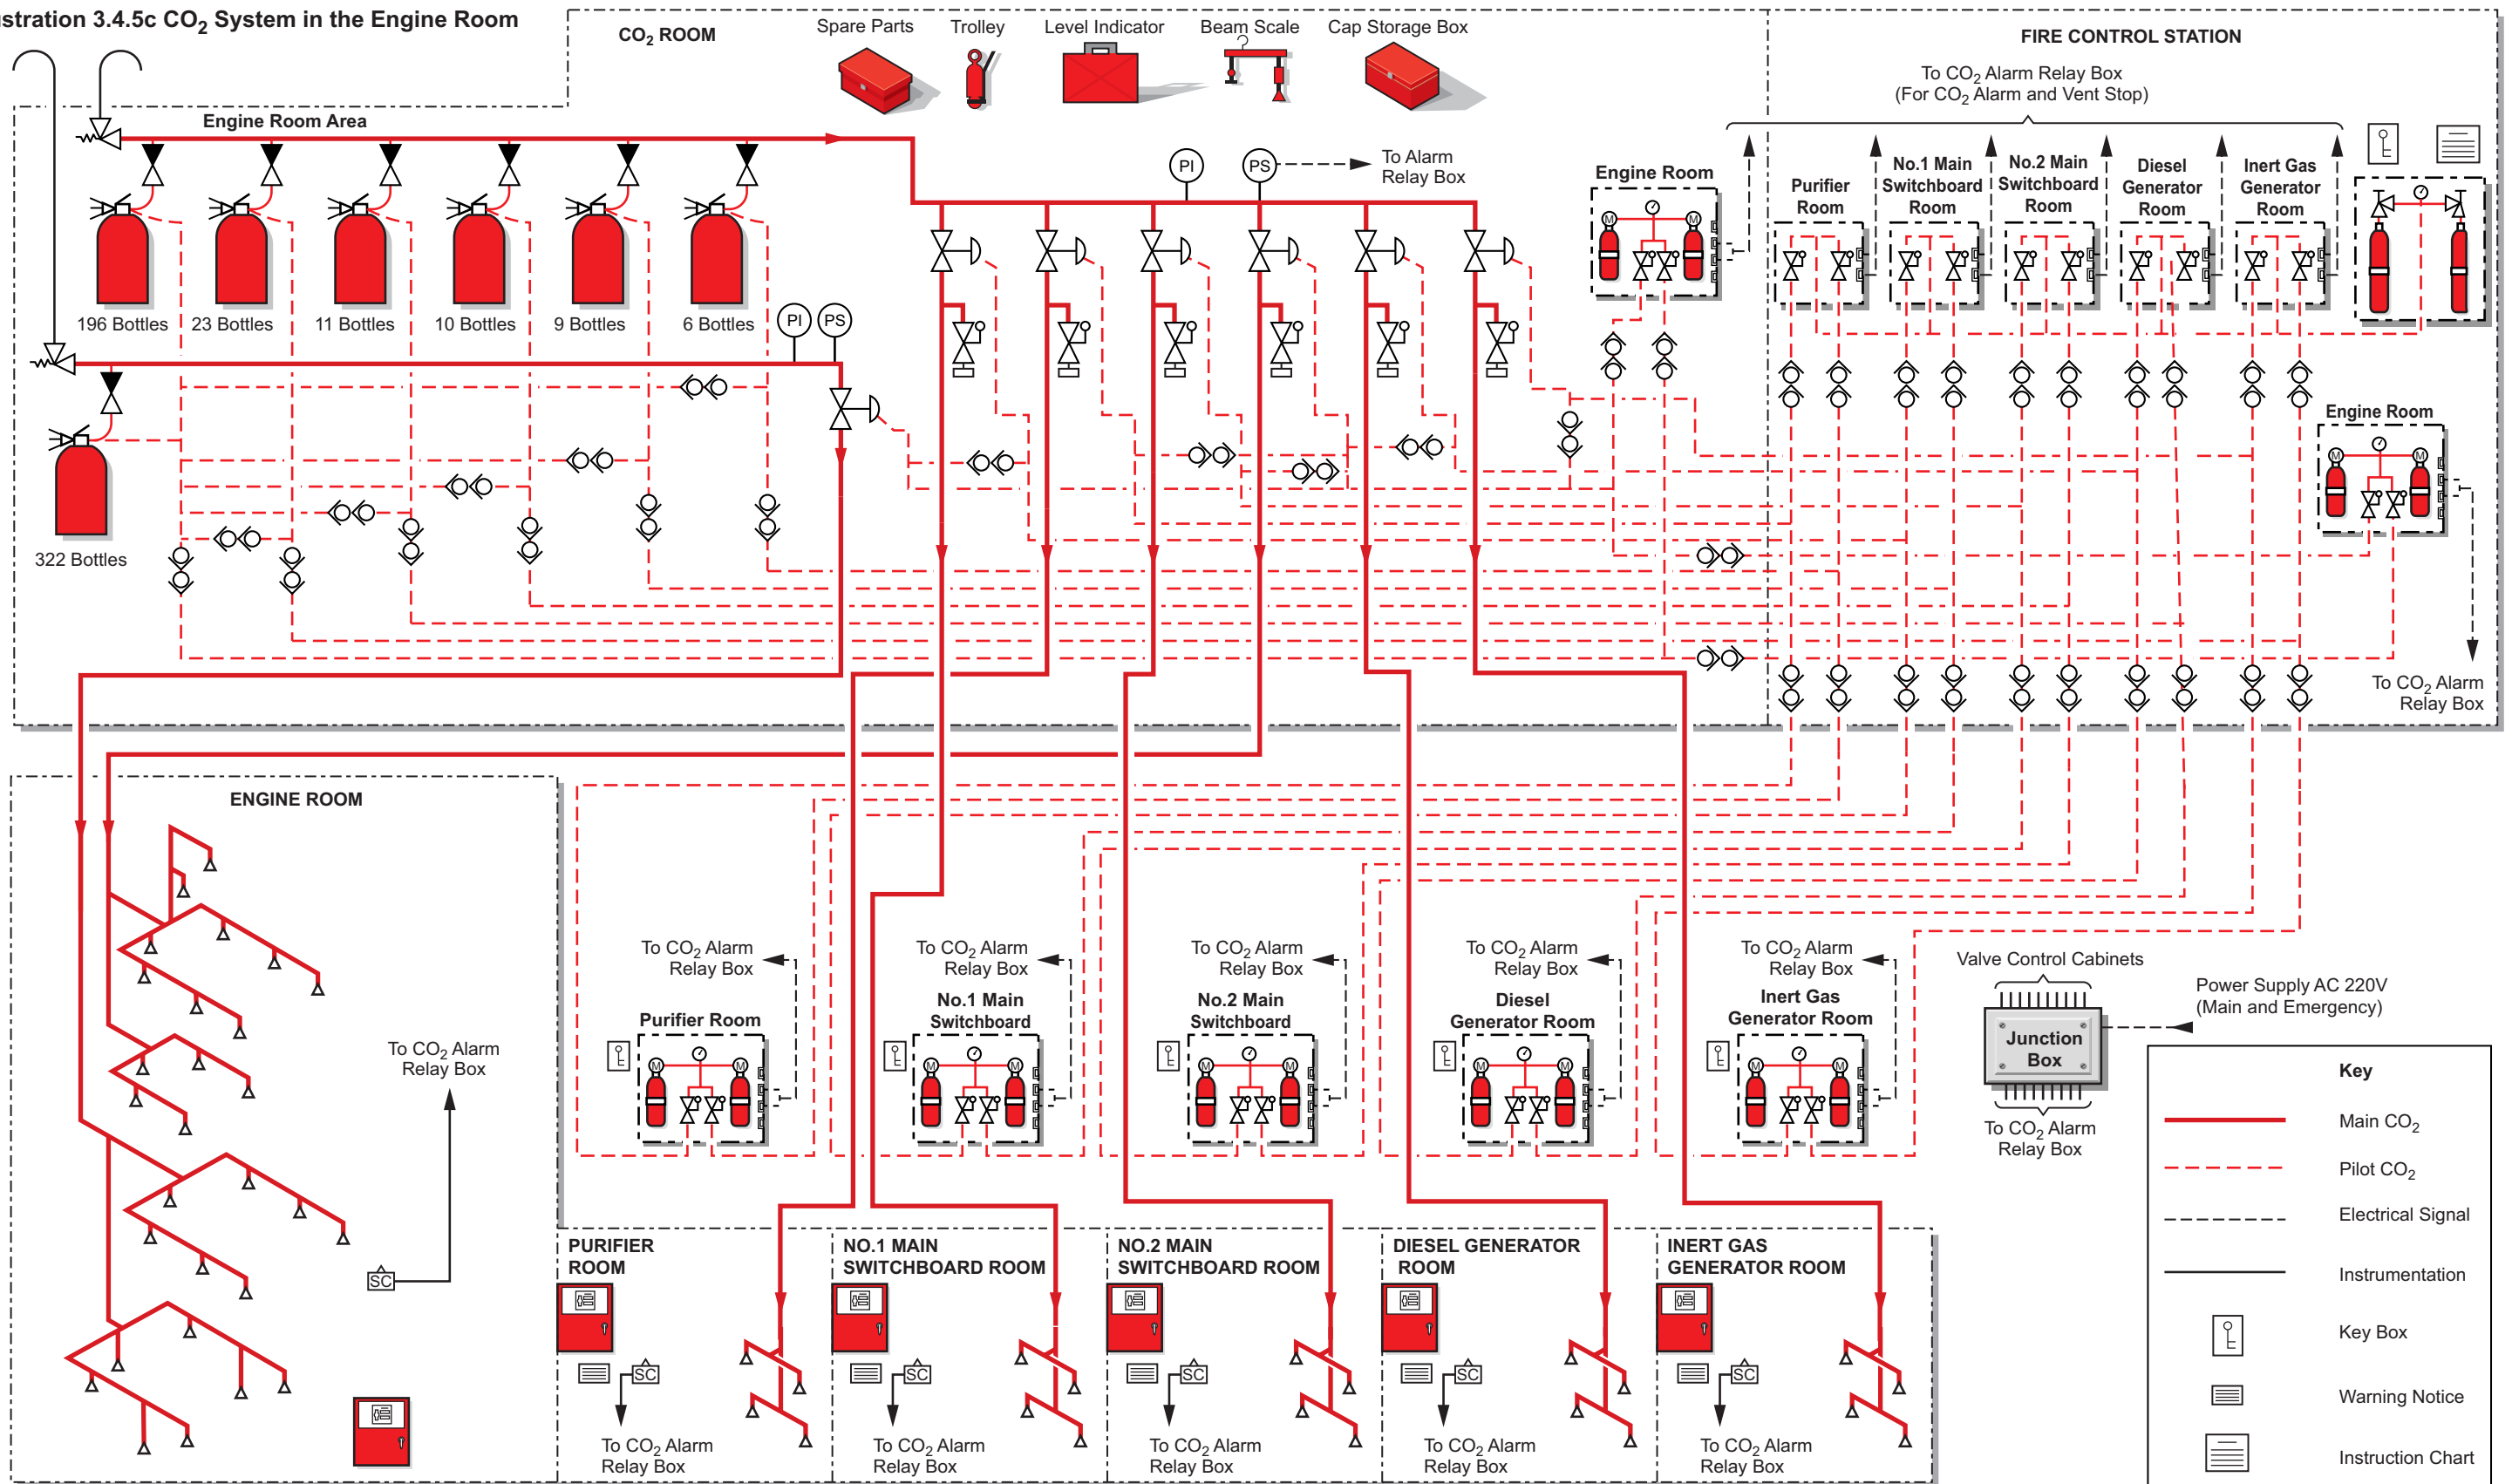 stration 3.4.5c CO2 System in the Engine Room
CO2 ROOM
Spare Parts
Trolley
Level Indicator
Beam Scale
Cap Storage Box
FIRE CONTROL STATION
To CO2 Alarm Relay Box
(For CO2 Alarm and Vent Stop)
Engine Room Area
PI
PS
To Alarm
Relay Box
Engine Room
M
M
Purifier
Room
No.1 Main
Switchboard
Room
No.2 Main
Switchboard
Room
Diesel
Generator
Room
Inert Gas
Generator
Room
196 Bottles
23 Bottles
11 Bottles
10 Bottles
9 Bottles
6 Bottles
PI
PS
322 Bottles
Engine Room
M
M
To CO2 Alarm
Relay Box
ENGINE ROOM
To CO2 Alarm
Relay Box
SC
To CO2 Alarm
Relay Box
Purifier Room
M
M
To CO2 Alarm
Relay Box
No.1 Main
Switchboard
M
M
To CO2 Alarm
Relay Box
No.2 Main
Switchboard
M
M
To CO2 Alarm
Relay Box
Diesel
Generator Room
M
M
To CO2 Alarm
Relay Box
Inert Gas
Generator Room
M
M
Valve Control Cabinets
Junction
Box
To CO2 Alarm
Relay Box
Power Supply AC 220V
(Main and Emergency)
PURIFIER
ROOM
SC
To CO2 Alarm
Relay Box
NO.1 MAIN
SWITCHBOARD ROOM
SC
To CO2 Alarm
Relay Box
NO.2 MAIN
SWITCHBOARD ROOM
SC
To CO2 Alarm
Relay Box
DIESEL GENERATOR
ROOM
SC
To CO2 Alarm
Relay Box
INERT GAS
GENERATOR ROOM
SC
To CO2 Alarm
Relay Box
Key
Main CO2
Pilot CO2
Electrical Signal
Instrumentation
Key Box
Warning Notice
Instruction Chart